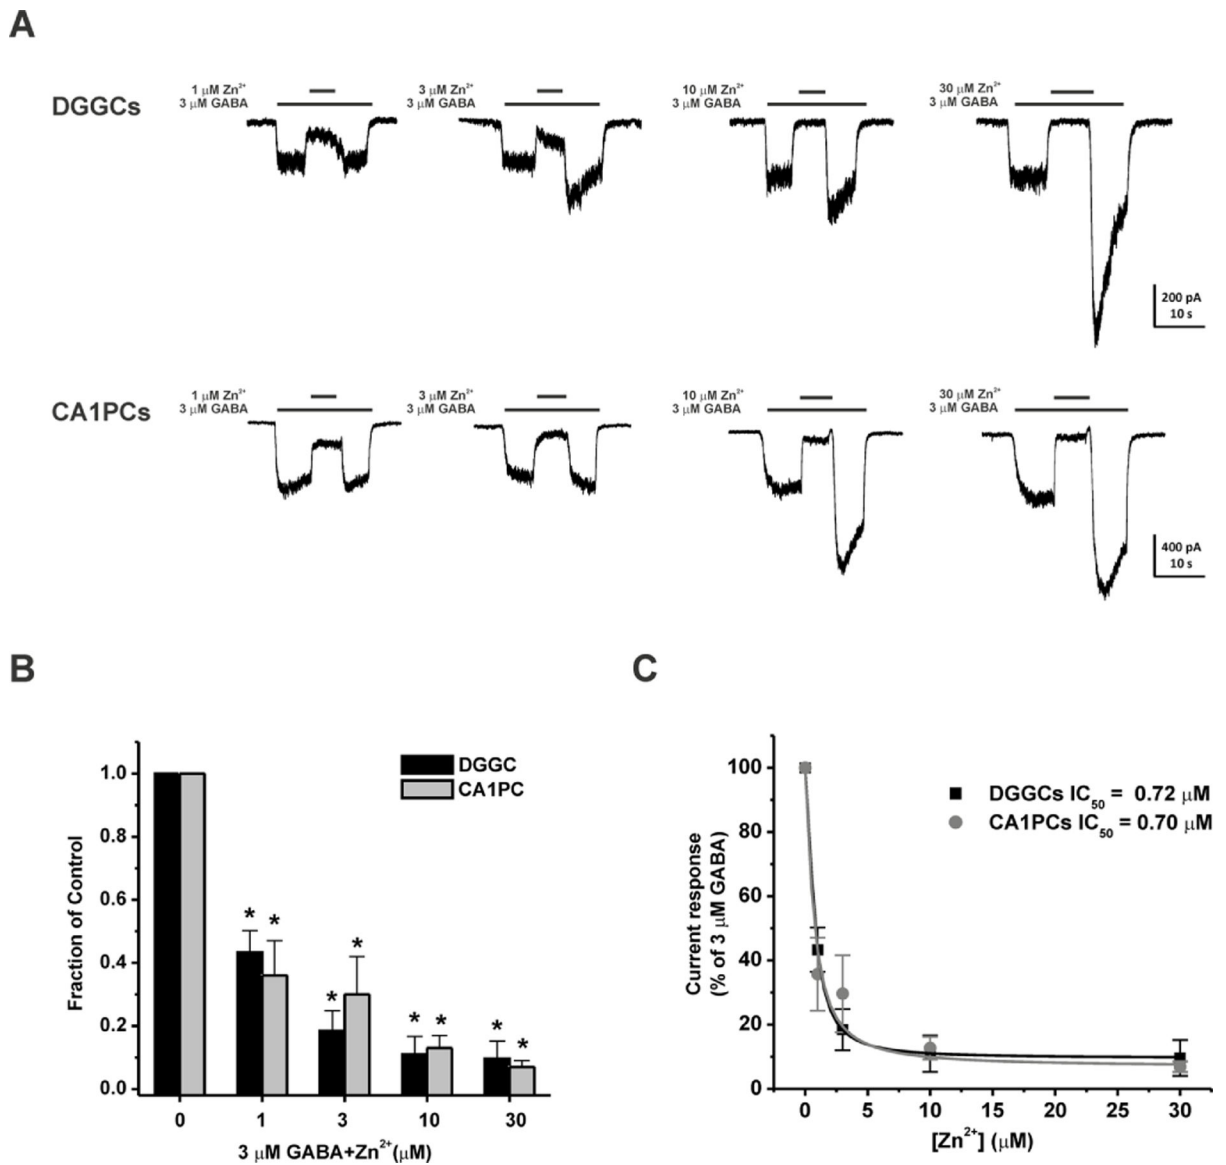 A
DGGCs
1 μM Zn²⁺
3 μM GABA
3 μM Zn²⁺
3 μM GABA
10 μM Zn²⁺
3 μM GABA
30 μM Zn²⁺
3 μM GABA
200 pA
10 s
CA1PCs
1 μM Zn²⁺
3 μM GABA
3 μM Zn²⁺
3 μM GABA
10 μM Zn²⁺
3 μM GABA
30 μM Zn²⁺
3 μM GABA
400 pA
10 s
B
Fraction of Control
1.0
0.8
0.6
0.4
0.2
0.0
DGGC
CA1PC
* * * * * * * *
0 1 3 10 30
3 μM GABA+Zn²⁺(μM)
C
Current response
(% of 3 μM GABA)
100
80
60
40
20
0
DGGCs IC₅₀ = 0.72 μM
CA1PCs IC₅₀ = 0.70 μM
0 5 10 15 20 25 30
[Zn²⁺] (μM)